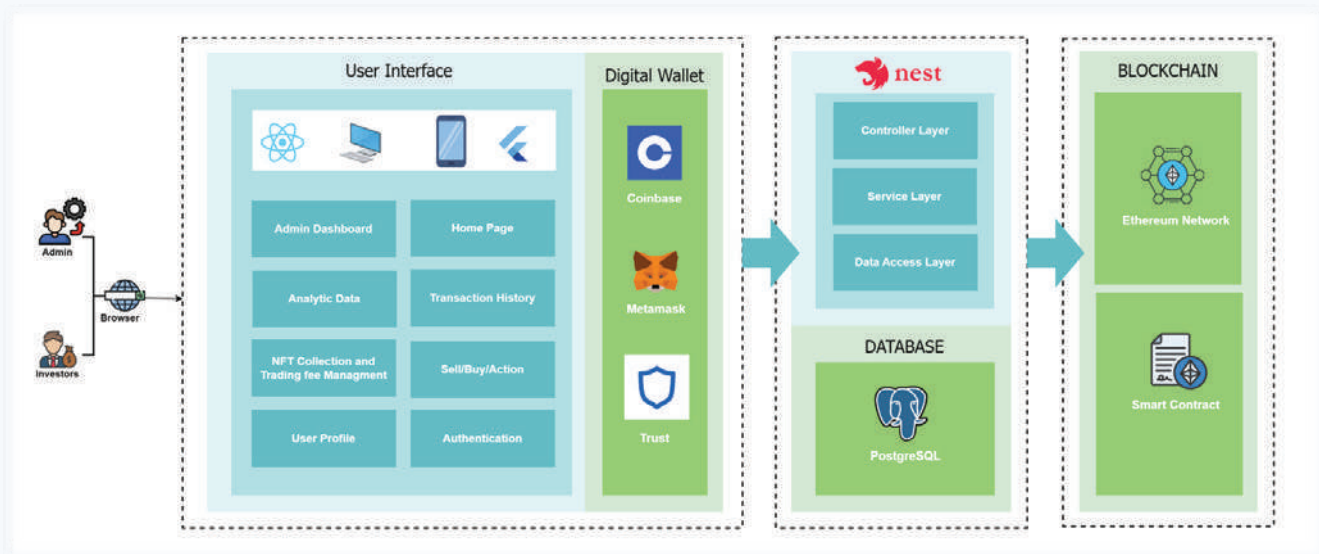 User Interface
Digital Wallet
nest
BLOCKCHAIN
Controller Layer
Service Layer
Data Access Layer
Coinbase
Metamask
Trust
Admin Dashboard
Home Page
Analytic Data
Transaction History
NFT Collection and
Trading fee Managment
Sell/Buy/Action
User Profile
Authentication
Admin
Browser
Investors
DATABASE
PostgreSQL
Ethereum Network
Smart Contract